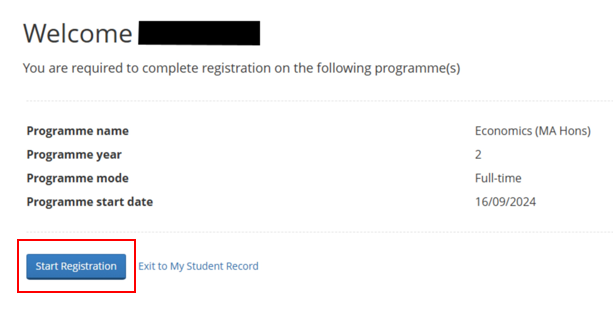 Welcome
You are required to complete registration on the following programme(s)
Programme name Economics (MA Hons)
Programme year 2
Programme mode Full-time
Programme start date 16/09/2024
Start Registration Exit to My Student Record